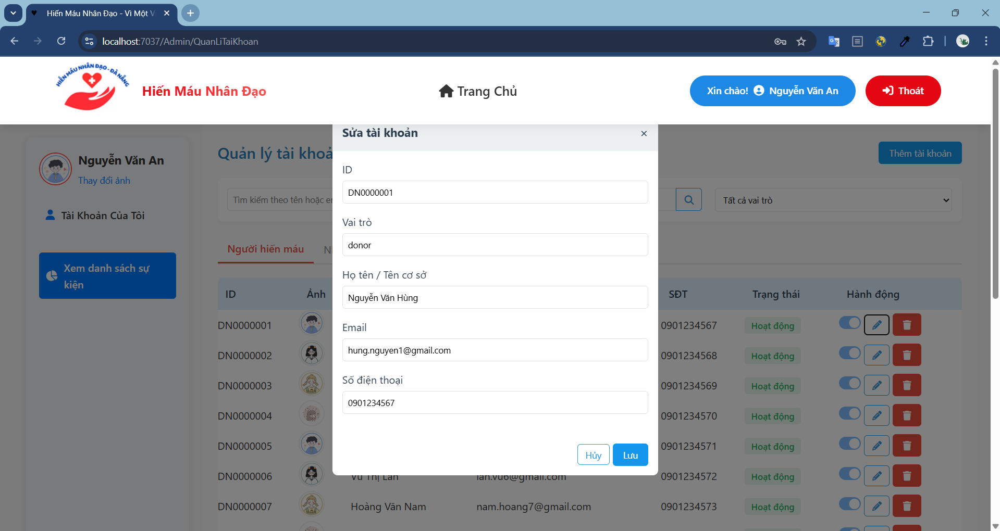 Hiến Máu Nhân Đạo - Vì Một V
localhost:7037/Admin/QuanLiTaiKhoan
HIẾN MÁU NHÂN ĐẠO - ĐÀ NẴNG
Hiến Máu Nhân Đạo
Trang Chủ
Xin chào! Nguyễn Văn An
Thoát
Nguyễn Văn An
Thay đổi ảnh
Tài Khoản Của Tôi
Xem danh sách sự
kiện
Quản lý tài khoả
Thêm tài khoản
Tìm kiếm theo tên hoặc em
Tất cả vai trò
Người hiến máu
Sửa tài khoản
×
ID
DN0000001
Vai trò
donor
Họ tên / Tên cơ sở
Nguyễn Văn Hùng
Email
hung.nguyen1@gmail.com
Số điện thoại
0901234567
Hủy
Lưu
ID Ảnh SĐT Trạng thái Hành động
DN0000001 0901234567 Hoạt động
DN0000002 0901234568 Hoạt động
DN0000003 0901234569 Hoạt động
DN0000004 0901234570 Hoạt động
DN0000005 0901234571 Hoạt động
DN0000006 Vũ Thị Lan lan.vu6@gmail.com 0901234572 Hoạt động
DN0000007 Hoàng Văn Nam nam.hoang7@gmail.com 0901234573 Hoạt động